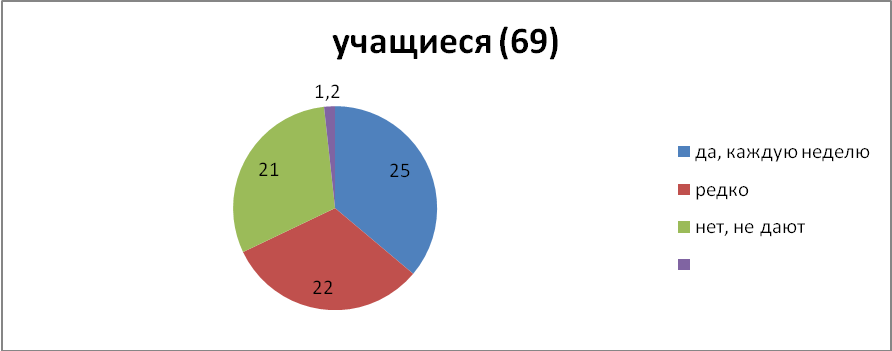 учащиеся (69)
1,2
21
25
22
да, каждую неделю
редко
нет, не дают